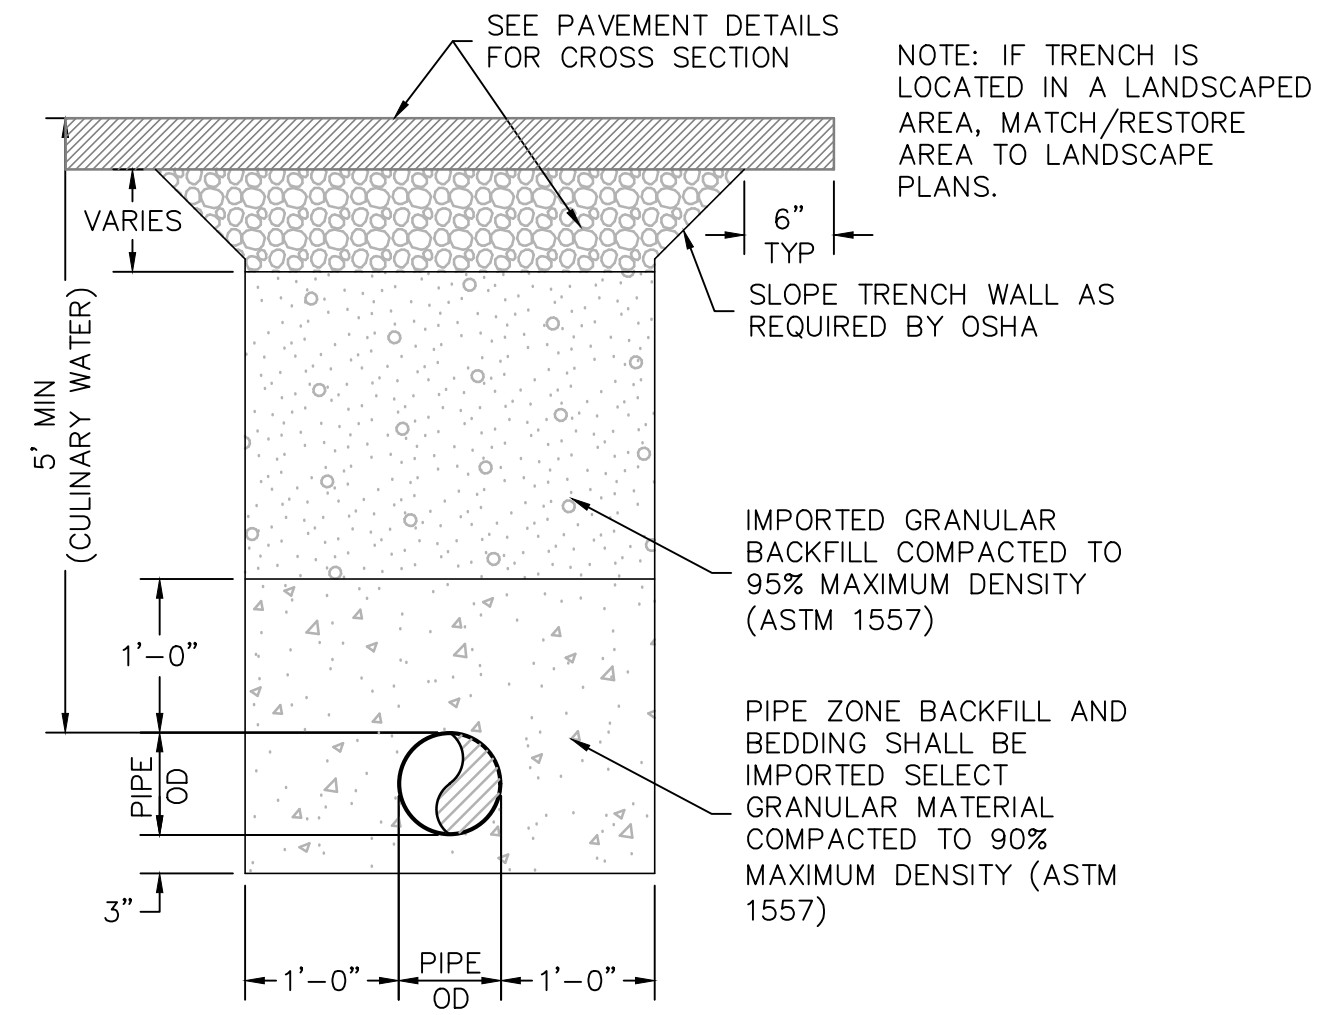 SEE PAVEMENT DETAILS
FOR CROSS SECTION
NOTE: IF TRENCH IS
LOCATED IN A LANDSCAPED
AREA, MATCH/RESTORE
AREA TO LANDSCAPE
PLANS.
VARIES
6"
TYP
SLOPE TRENCH WALL AS
REQUIRED BY OSHA
5' MIN
(CULINARY WATER)
IMPORTED GRANULAR
BACKFILL COMPACTED TO
95% MAXIMUM DENSITY
(ASTM 1557)
1'-0"
PIPE ZONE BACKFILL AND
BEDDING SHALL BE
IMPORTED SELECT
GRANULAR MATERIAL
COMPACTED TO 90%
MAXIMUM DENSITY (ASTM
1557)
PIPE
OD
3"
1'-0"
PIPE
OD
1'-0"